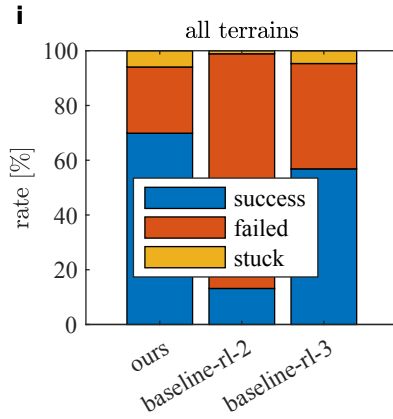 i
all terrains
100
80
60
40
20
0
rate [%]
success
failed
stuck
ours
baseline-rl-2
baseline-rl-3